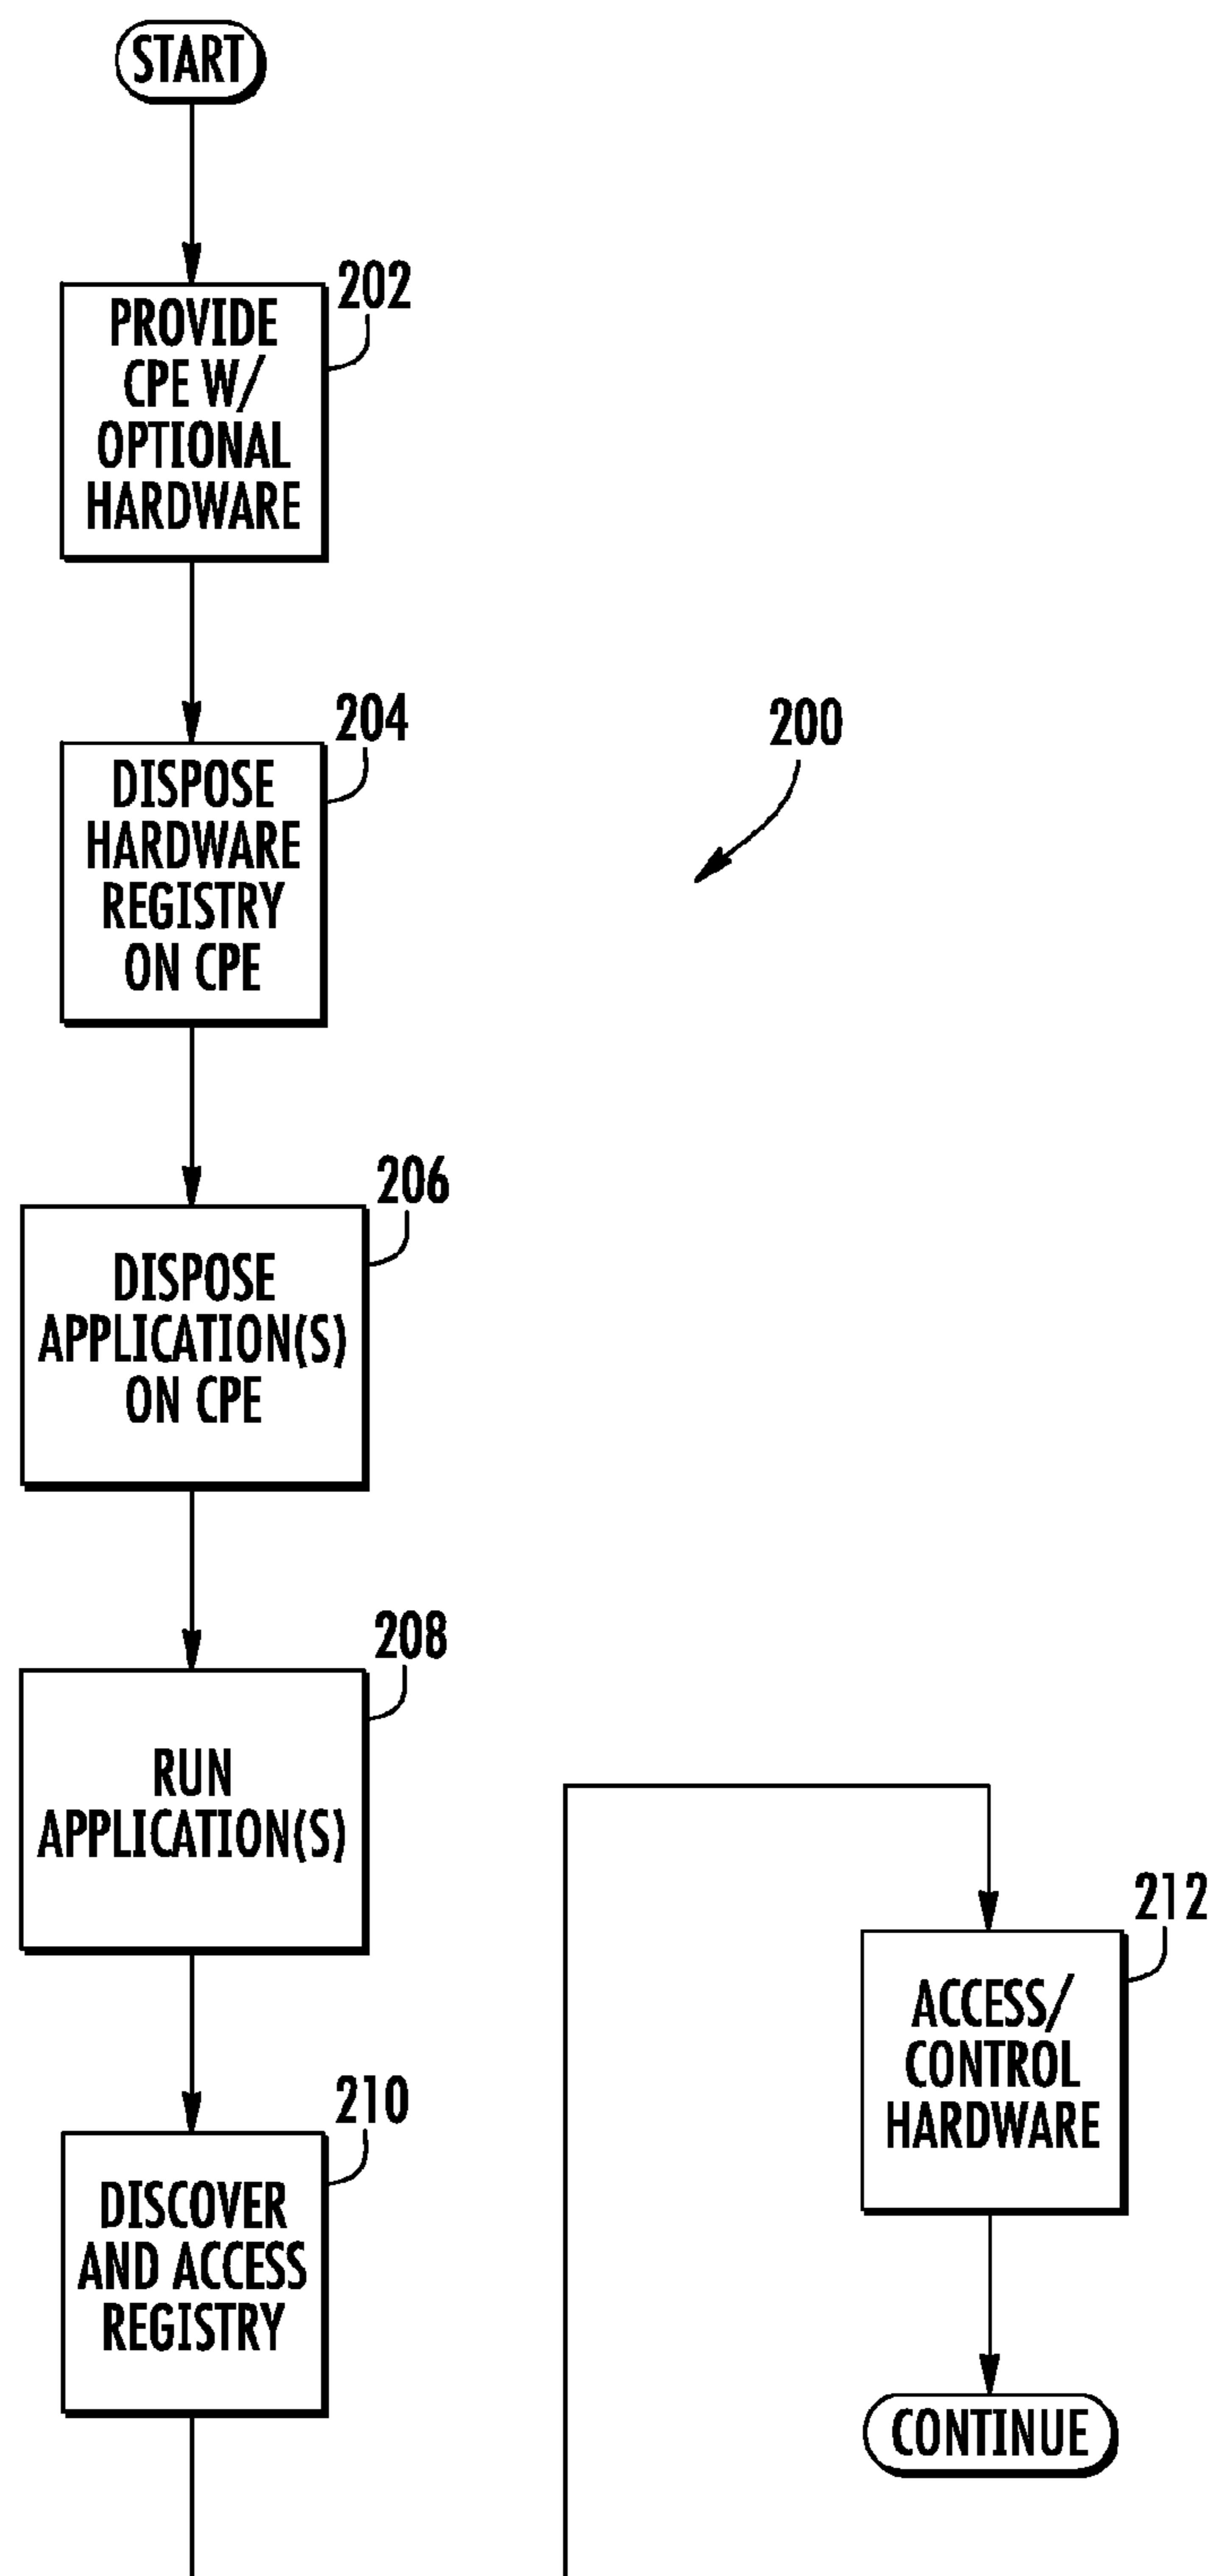 START
202
PROVIDE
CPE W/
OPTIONAL
HARDWARE
204
DISPOSE
HARDWARE
REGISTRY
ON CPE
200
206
DISPOSE
APPLICATION(S)
ON CPE
208
RUN
APPLICATION(S)
210
DISCOVER
AND ACCESS
REGISTRY
212
ACCESS/
CONTROL
HARDWARE
CONTINUE